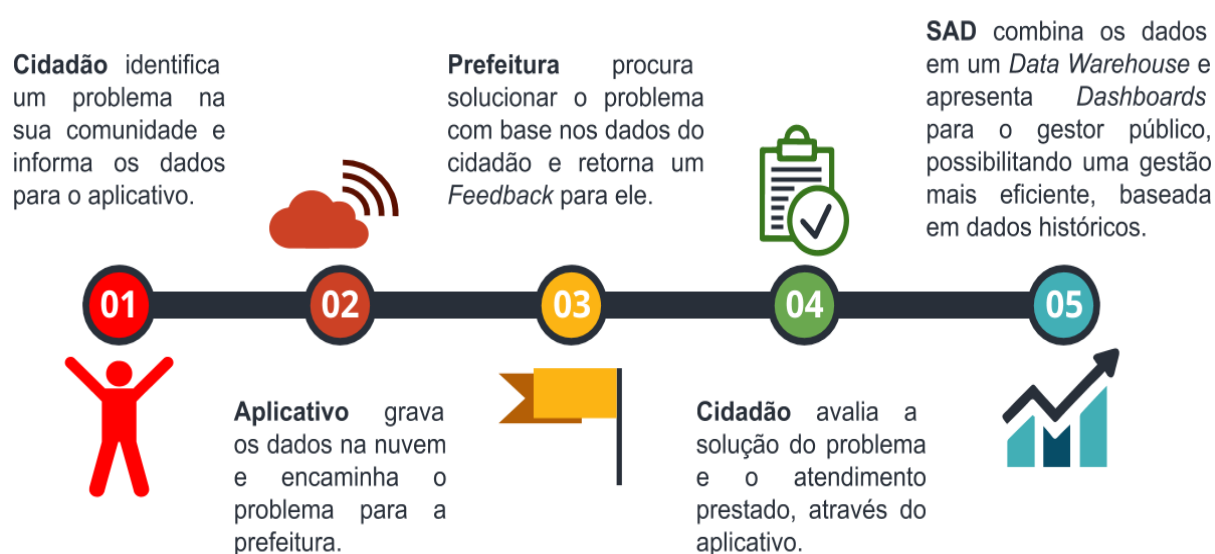 Cidadão identifica
um problema na
sua comunidade e
informa os dados
para o aplicativo.
Prefeitura procura
solucionar o problema
com base nos dados do
cidadão e retorna um
Feedback para ele.
SAD combina os dados
em um Data Warehouse e
apresenta Dashboards
para o gestor público,
possibilitando uma gestão
mais eficiente, baseada
em dados históricos.
01
02
03
04
05
Aplicativo grava
os dados na nuvem
e encaminha o
problema para a
prefeitura.
Cidadão avalia a
solução do problema
e o atendimento
prestado, através do
aplicativo.